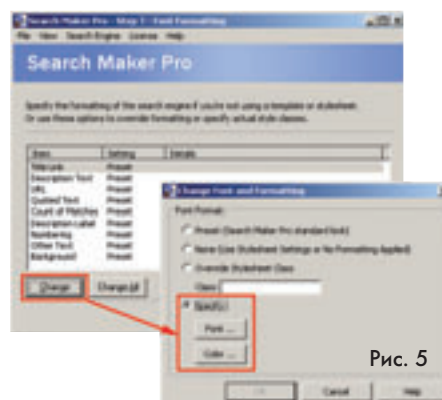 Search Maker Pro - Step 7 - Font Formatting
File View Search Engine License Help
Search Maker Pro
Specify the formatting of the search engine if you're not using a template or stylesheet.
Or use these options to override formatting or specify actual style classes.
Item Setting Details
Title Link Preset
Description Text Preset
URL Preset
Quoted Text Preset
Count of Matches Preset
Description Label Preset
Numbering Preset
Other Text Preset
Background Preset
Change Change All
Change Font and Formatting
Font Format:
Preset (Search Maker Pro standard look)
None (Use Stylesheet Settings or No Formatting Applied)
Override Stylesheet Class
Class:
Specify:
Font ...
Color ...
Cancel Help
Рис. 5